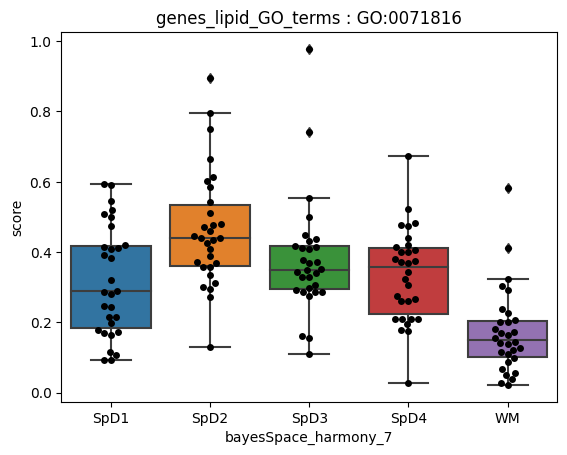 genes_lipid_GO_terms : GO:0071816
1.0
0.8
0.6
0.4
0.2
0.0
score
SpD1 SpD2 SpD3 SpD4 WM
bayesSpace_harmony_7